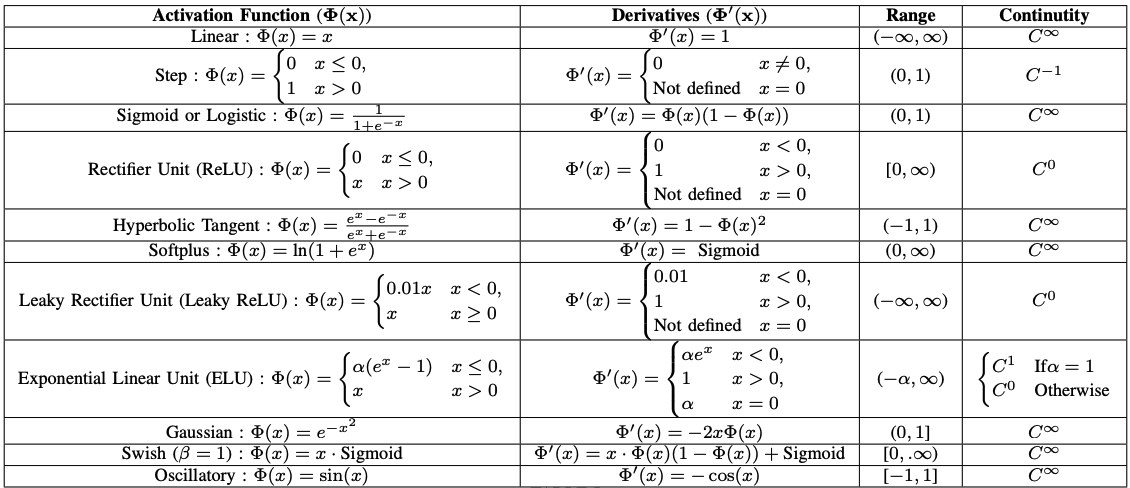 Activation Function (Φ(x)) Derivatives (Φ′(x)) Range Continutity
Linear : Φ(x) = x Φ′(x) = 1 (−∞, ∞) C^∞
Step : Φ(x) = {0 x ≤ 0, 1 x > 0 Φ′(x) = {0 x ≠ 0, Not defined x = 0 (0, 1) C^−1
Sigmoid or Logistic : Φ(x) = 1/(1+e^−x) Φ′(x) = Φ(x)(1 − Φ(x)) (0, 1) C^∞
Rectifier Unit (ReLU) : Φ(x) = {0 x ≤ 0, x x > 0 Φ′(x) = {0 x < 0, 1 x > 0, Not defined x = 0 [0, ∞) C^0
Hyperbolic Tangent : Φ(x) = (e^x−e^−x)/(e^x+e^−x) Φ′(x) = 1 − Φ(x)^2 (−1, 1) C^∞
Softplus : Φ(x) = ln(1 + e^x) Φ′(x) = Sigmoid (0, ∞) C^∞
Leaky Rectifier Unit (Leaky ReLU) : Φ(x) = {0.01x x < 0, x x ≥ 0 Φ′(x) = {0.01 x < 0, 1 x > 0, Not defined x = 0 (−∞, ∞) C^0
Exponential Linear Unit (ELU) : Φ(x) = {α(e^x − 1) x ≤ 0, x x > 0 Φ′(x) = {αe^x x < 0, 1 x > 0, α x = 0 (−α, ∞) {C^1 Ifα = 1 C^0 Otherwise
Gaussian : Φ(x) = e^−x^2 Φ′(x) = −2xΦ(x) (0, 1] C^∞
Swish (β = 1) : Φ(x) = x · Sigmoid Φ′(x) = x · Φ(x)(1 − Φ(x)) + Sigmoid [0, .∞) C^∞
Oscillatory : Φ(x) = sin(x) Φ′(x) = − cos(x) [−1, 1] C^∞